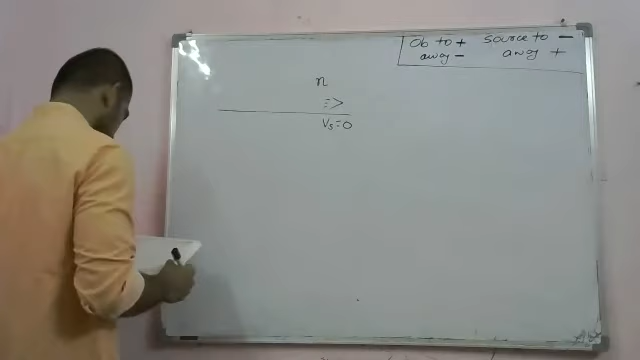 Ob to + Source to -
away - away +
n
Vs=0